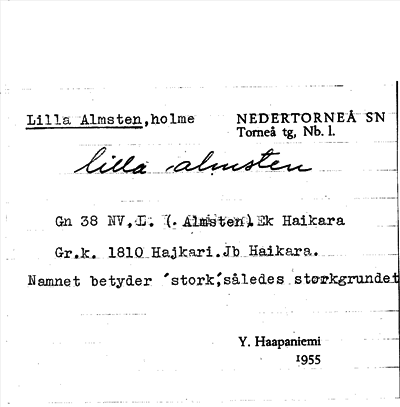 Lilla Almsten, holme NEDERTORNEÅ SN
Torneå tg, Nb. l.
lilla almsten
Gn 38 NV, L. (. Almsten). Ek Haikara
Gr.k. 1810 Hajkari. Jb Haikara.
Namnet betyder 'stork', således storkgrundet
Y. Haapaniemi
1955